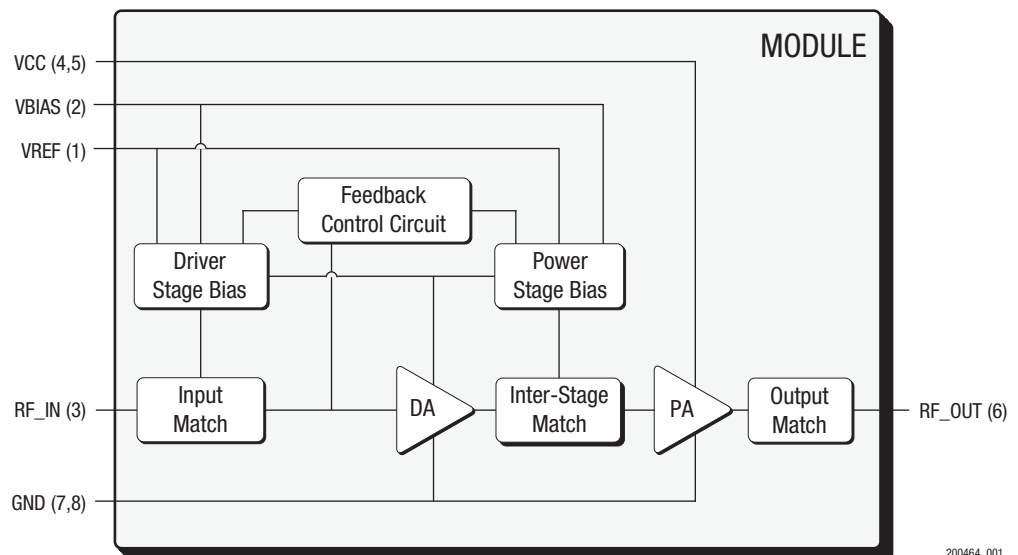 MODULE
VCC (4,5)
VBIAS (2)
VREF (1)
Feedback
Control Circuit
Driver
Stage Bias
Power
Stage Bias
RF_IN (3)
Input
Match
DA
Inter-Stage
Match
PA
Output
Match
RF_OUT (6)
GND (7,8)
200464_001